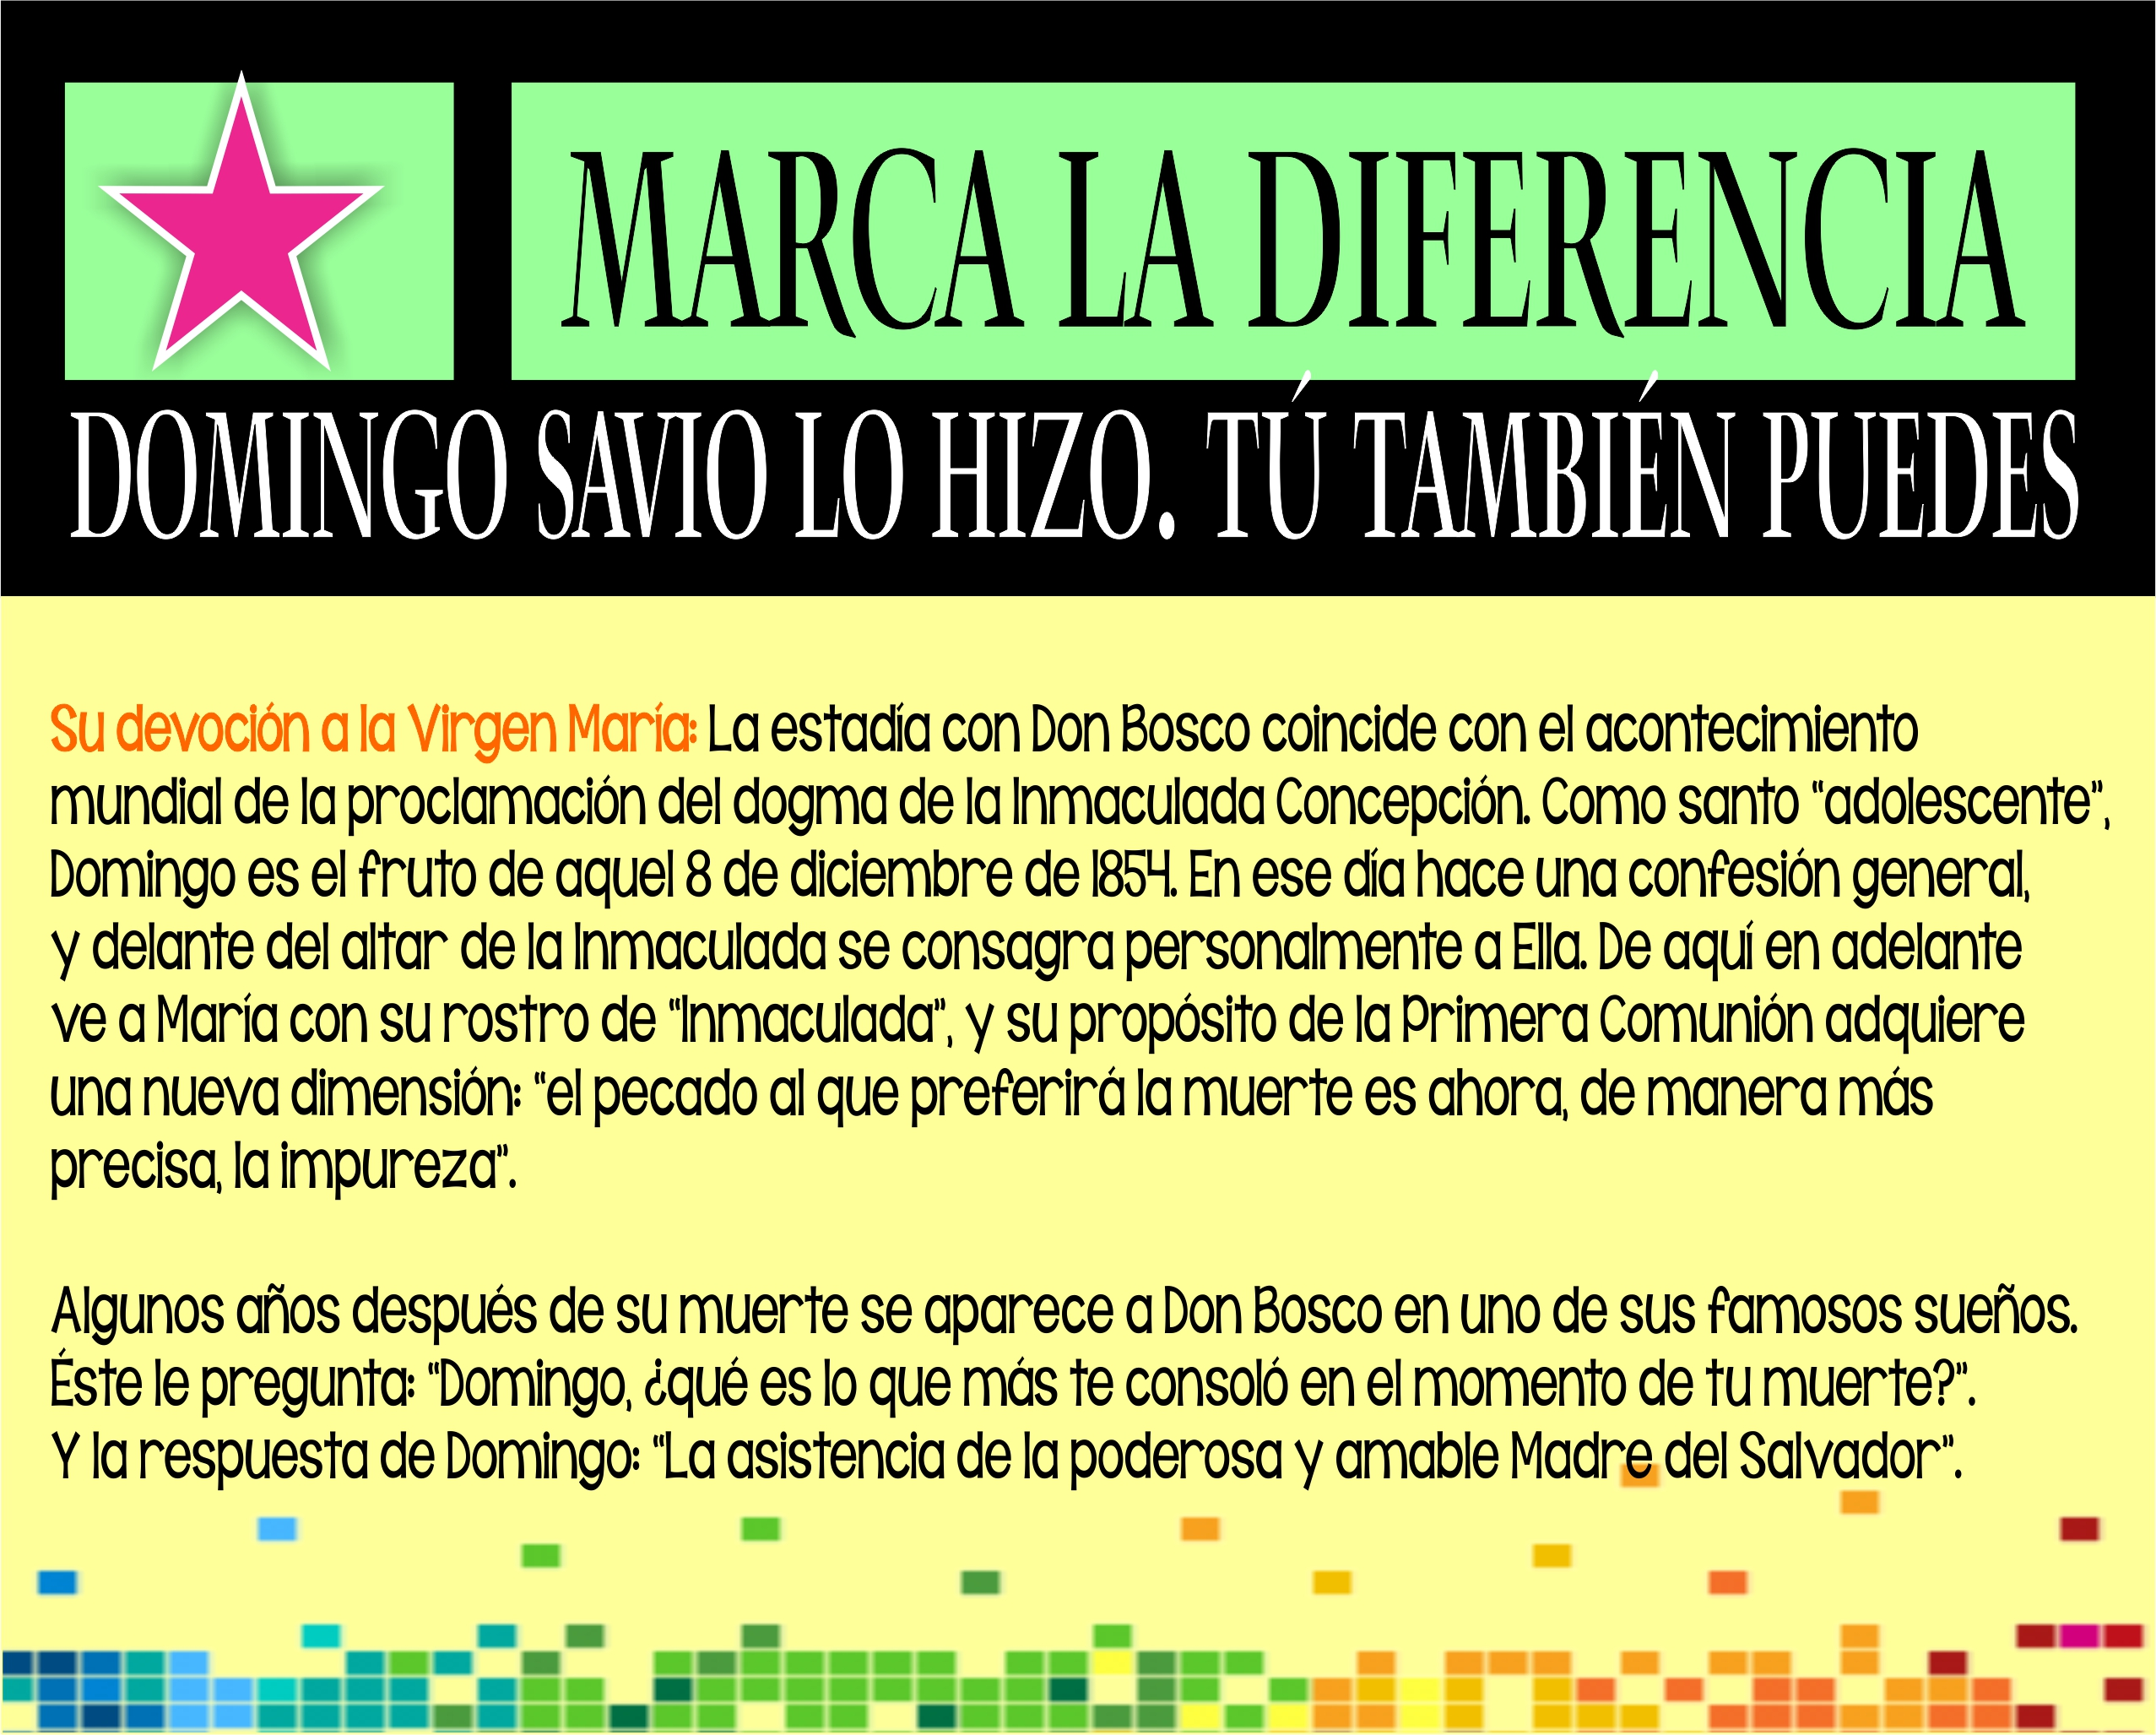 MARCA LA DIFERENCIA
DOMINGO SAVIO LO HIZO. TÚ TAMBIÉN PUEDES
Su devoción a la Virgen María: La estadía con Don Bosco coincide con el acontecimiento
mundial de la proclamación del dogma de la Inmaculada Concepción. Como santo "adolescente",
Domingo es el fruto de aquel 8 de diciembre de 1854. En ese día hace una confesión general,
y delante del altar de la Inmaculada se consagra personalmente a Ella. De aquí en adelante
ve a María con su rostro de "Inmaculada", y su propósito de la Primera Comunión adquiere
una nueva dimensión: "el pecado al que preferirá la muerte es ahora, de manera más
precisa, la impureza".
Algunos años después de su muerte se aparece a Don Bosco en uno de sus famosos sueños.
Éste le pregunta: "Domingo, ¿qué es lo que más te consoló en el momento de tu muerte?".
Y la respuesta de Domingo: "La asistencia de la poderosa y amable Madre del Salvador".